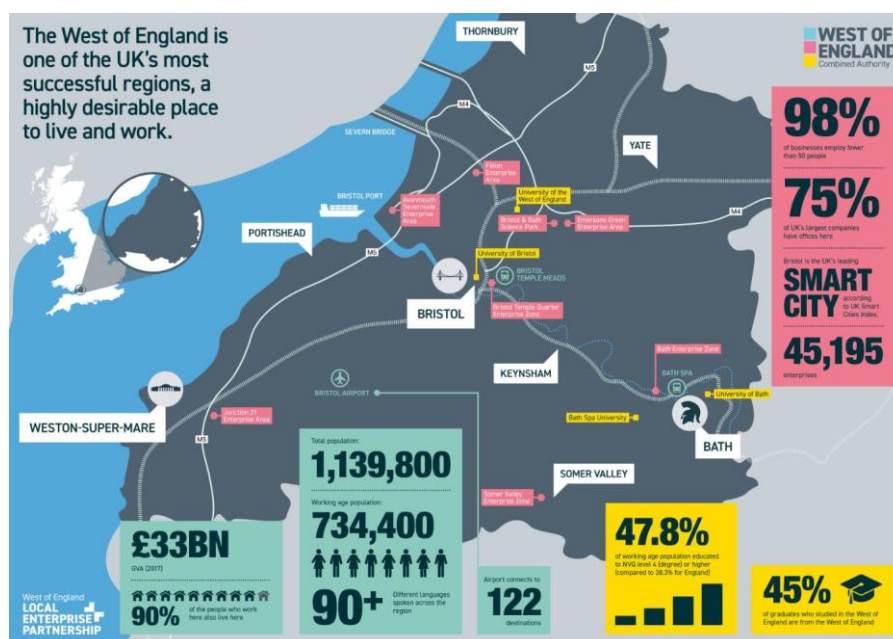 The West of England is
one of the UK's most
successful regions, a
highly desirable place
to live and work.
WEST OF
ENGLAND
Combined Authority
THORNBURY
M5
M4
SEVERN BRIDGE
YATE
Filton
Enterprise
Area
University of the
West of England
BRISTOL PORT
Avonmouth
Severnside
Enterprise
Area
Bristol & Bath
Science Park
Emersons Green
Enterprise Area
M4
PORTISHEAD
M5
University of Bristol
BRISTOL
TEMPLE MEADS
BRISTOL
Bristol Temple Quarter
Enterprise Zone
KEYNSHAM
Bath Enterprise Zone
BATH SPA
University of Bath
BRISTOL AIRPORT
WESTON-SUPER-MARE
Junction 21
Enterprise Area
M5
Bath Spa University
BATH
SOMER VALLEY
Somer Valley
Enterprise Zone
98%
of businesses employ fewer
than 50 people
75%
of UK's largest companies
have offices here
Bristol is the UK's leading
SMART
CITY
according
to UK Smart
Cities Index.
45,195
enterprises
Total population:
1,139,800
Working age population:
734,400
90+
Different languages
spoken across the
region
£33BN
GVA (2017)
90%
of the people who work
here also live here
Airport connects to
122
destinations
47.8%
of working age population educated
to NVQ level 4 (degree) or higher
(compared to 38.3% for England)
45%
of graduates who studied in the West of
England are from the West of England
West of England
LOCAL
ENTERPRISE
PARTNERSHIP